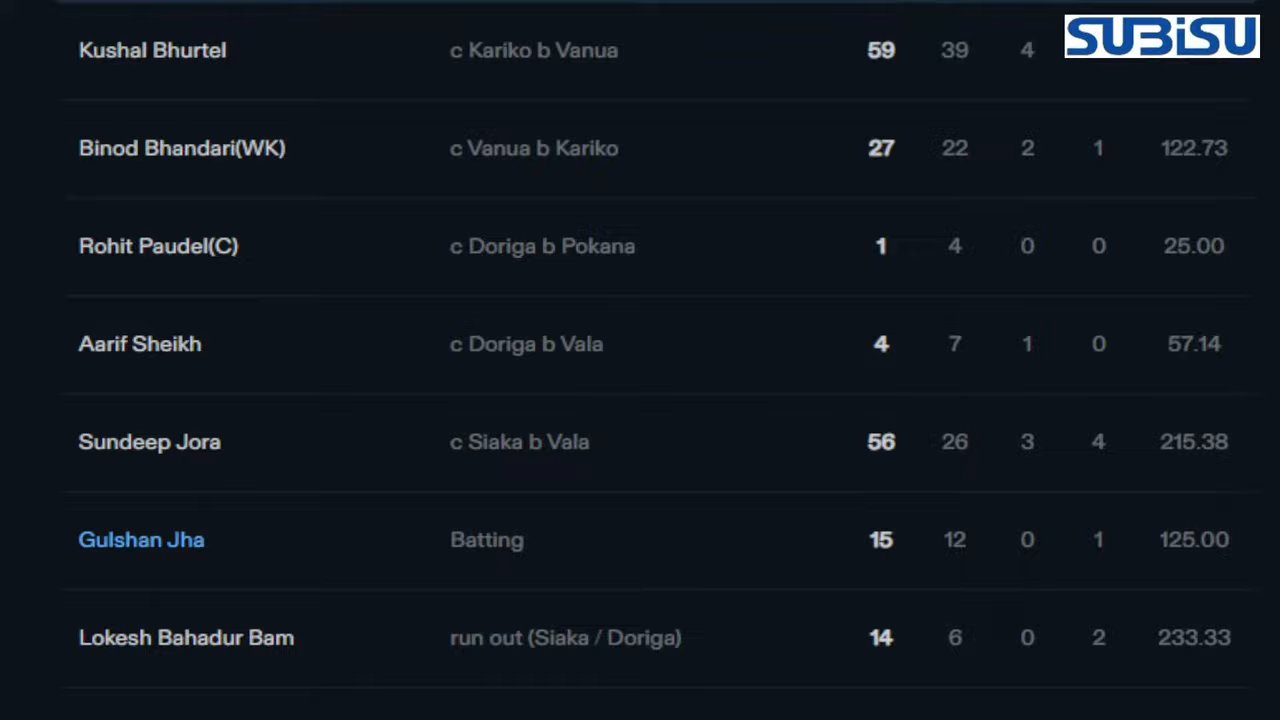 Kushal Bhurtel c Kariko b Vanua 59 39 4
SUBISU
Binod Bhandari(WK) c Vanua b Kariko 27 22 2 1 122.73
Rohit Paudel(C) c Doriga b Pokana 1 4 0 0 25.00
Aarif Sheikh c Doriga b Vala 4 7 1 0 57.14
Sundeep Jora c Siaka b Vala 56 26 3 4 215.38
Gulshan Jha Batting 15 12 0 1 125.00
Lokesh Bahadur Bam run out (Siaka / Doriga) 14 6 0 2 233.33